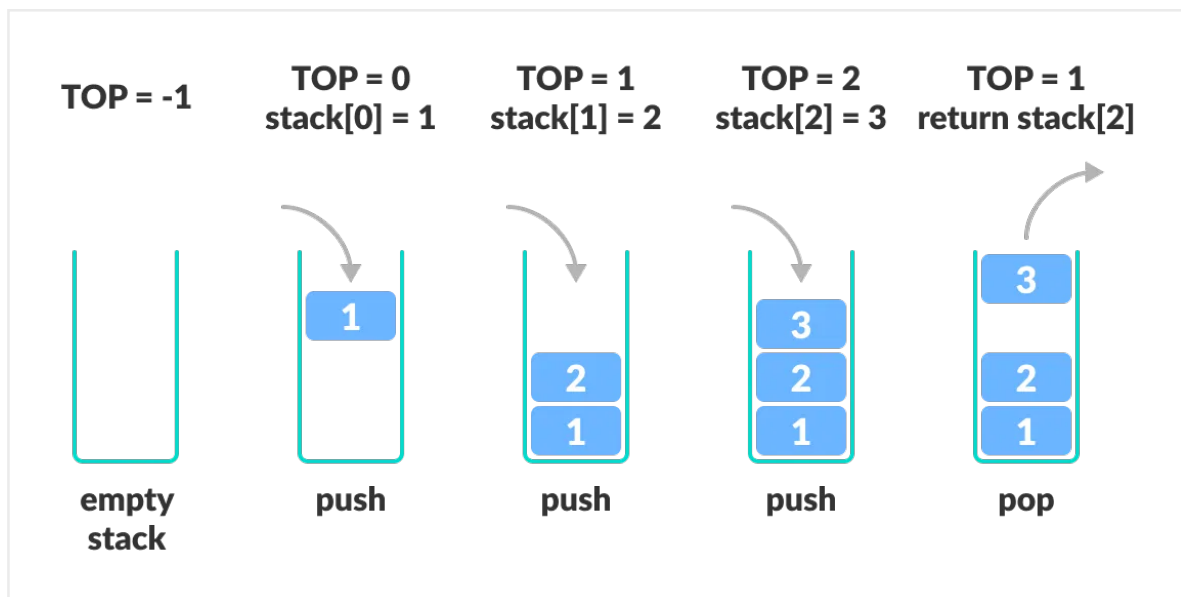 TOP = -1
TOP = 0
stack[0] = 1
TOP = 1
stack[1] = 2
TOP = 2
stack[2] = 3
TOP = 1
return stack[2]
1
2
1
3
2
1
3
2
1
empty
stack
push
push
push
pop